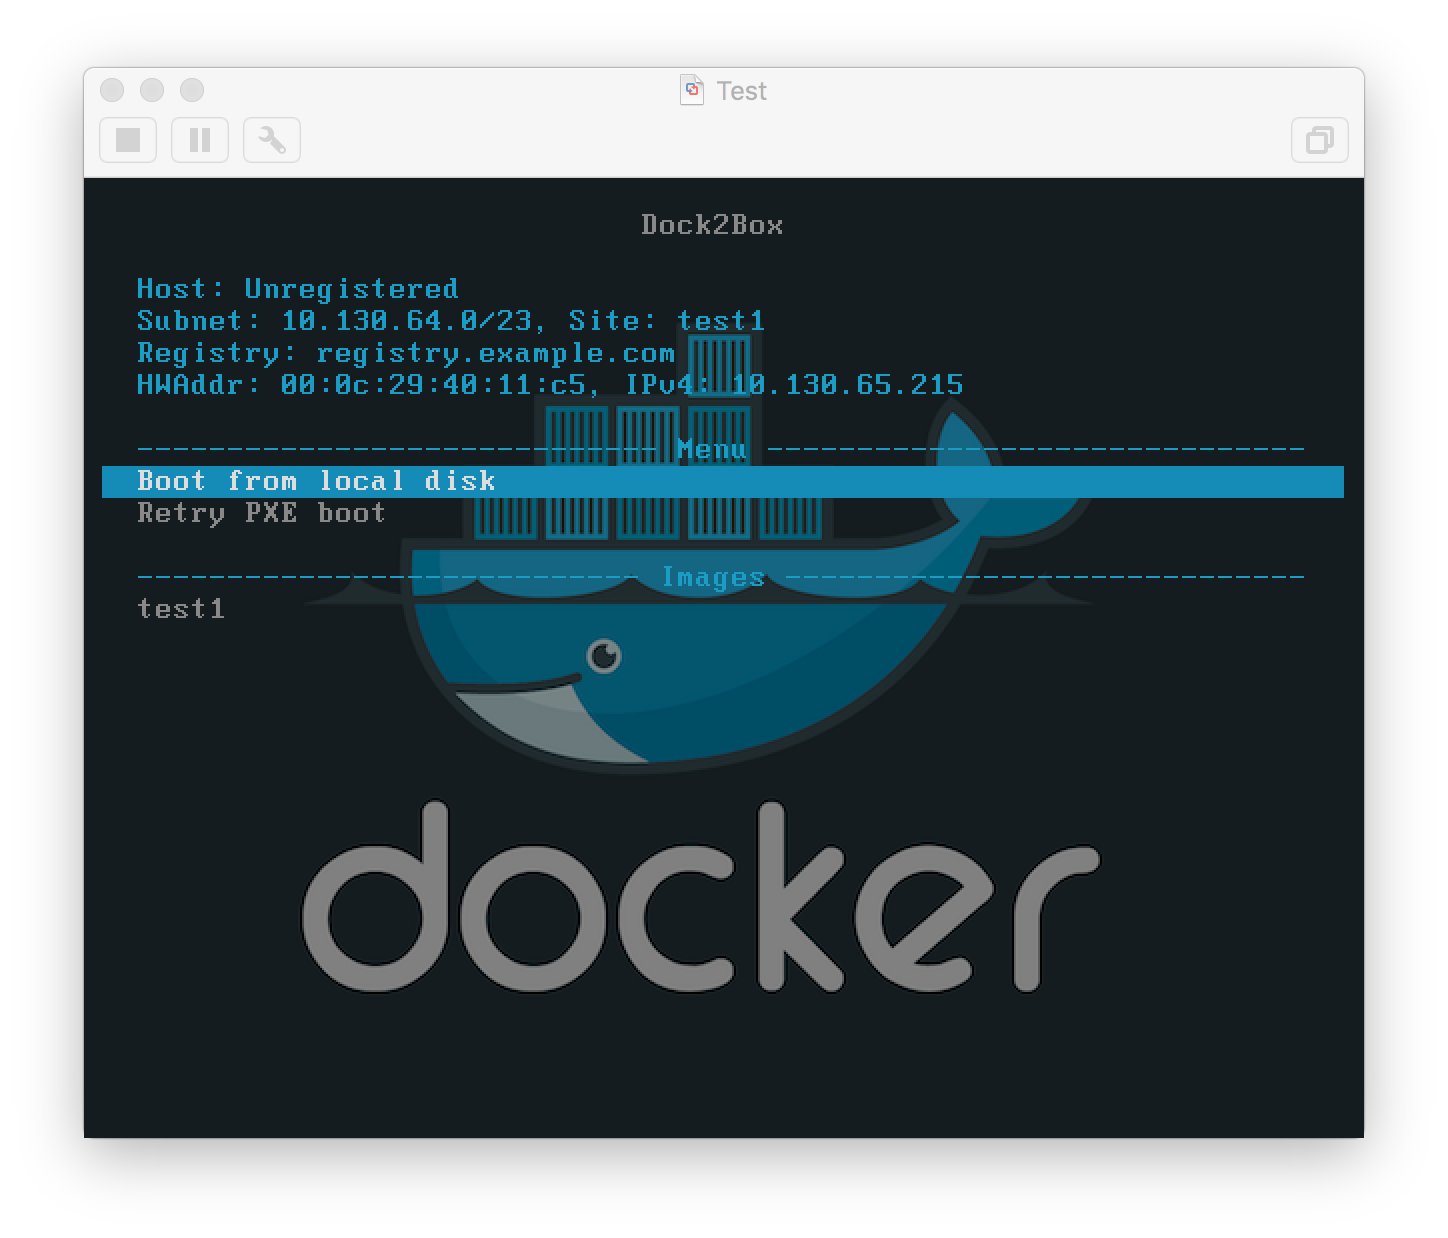 Test
Dock2Box
Host: Unregistered
Subnet: 10.130.64.0/23, Site: test1
Registry: registry.example.com
HWAddr: 00:0c:29:40:11:c5, IPv4: 10.130.65.215
----------------------------- Menu ------------------------------
Boot from local disk
Retry PXE boot
---------------------------- Images -----------------------------
test1
docker